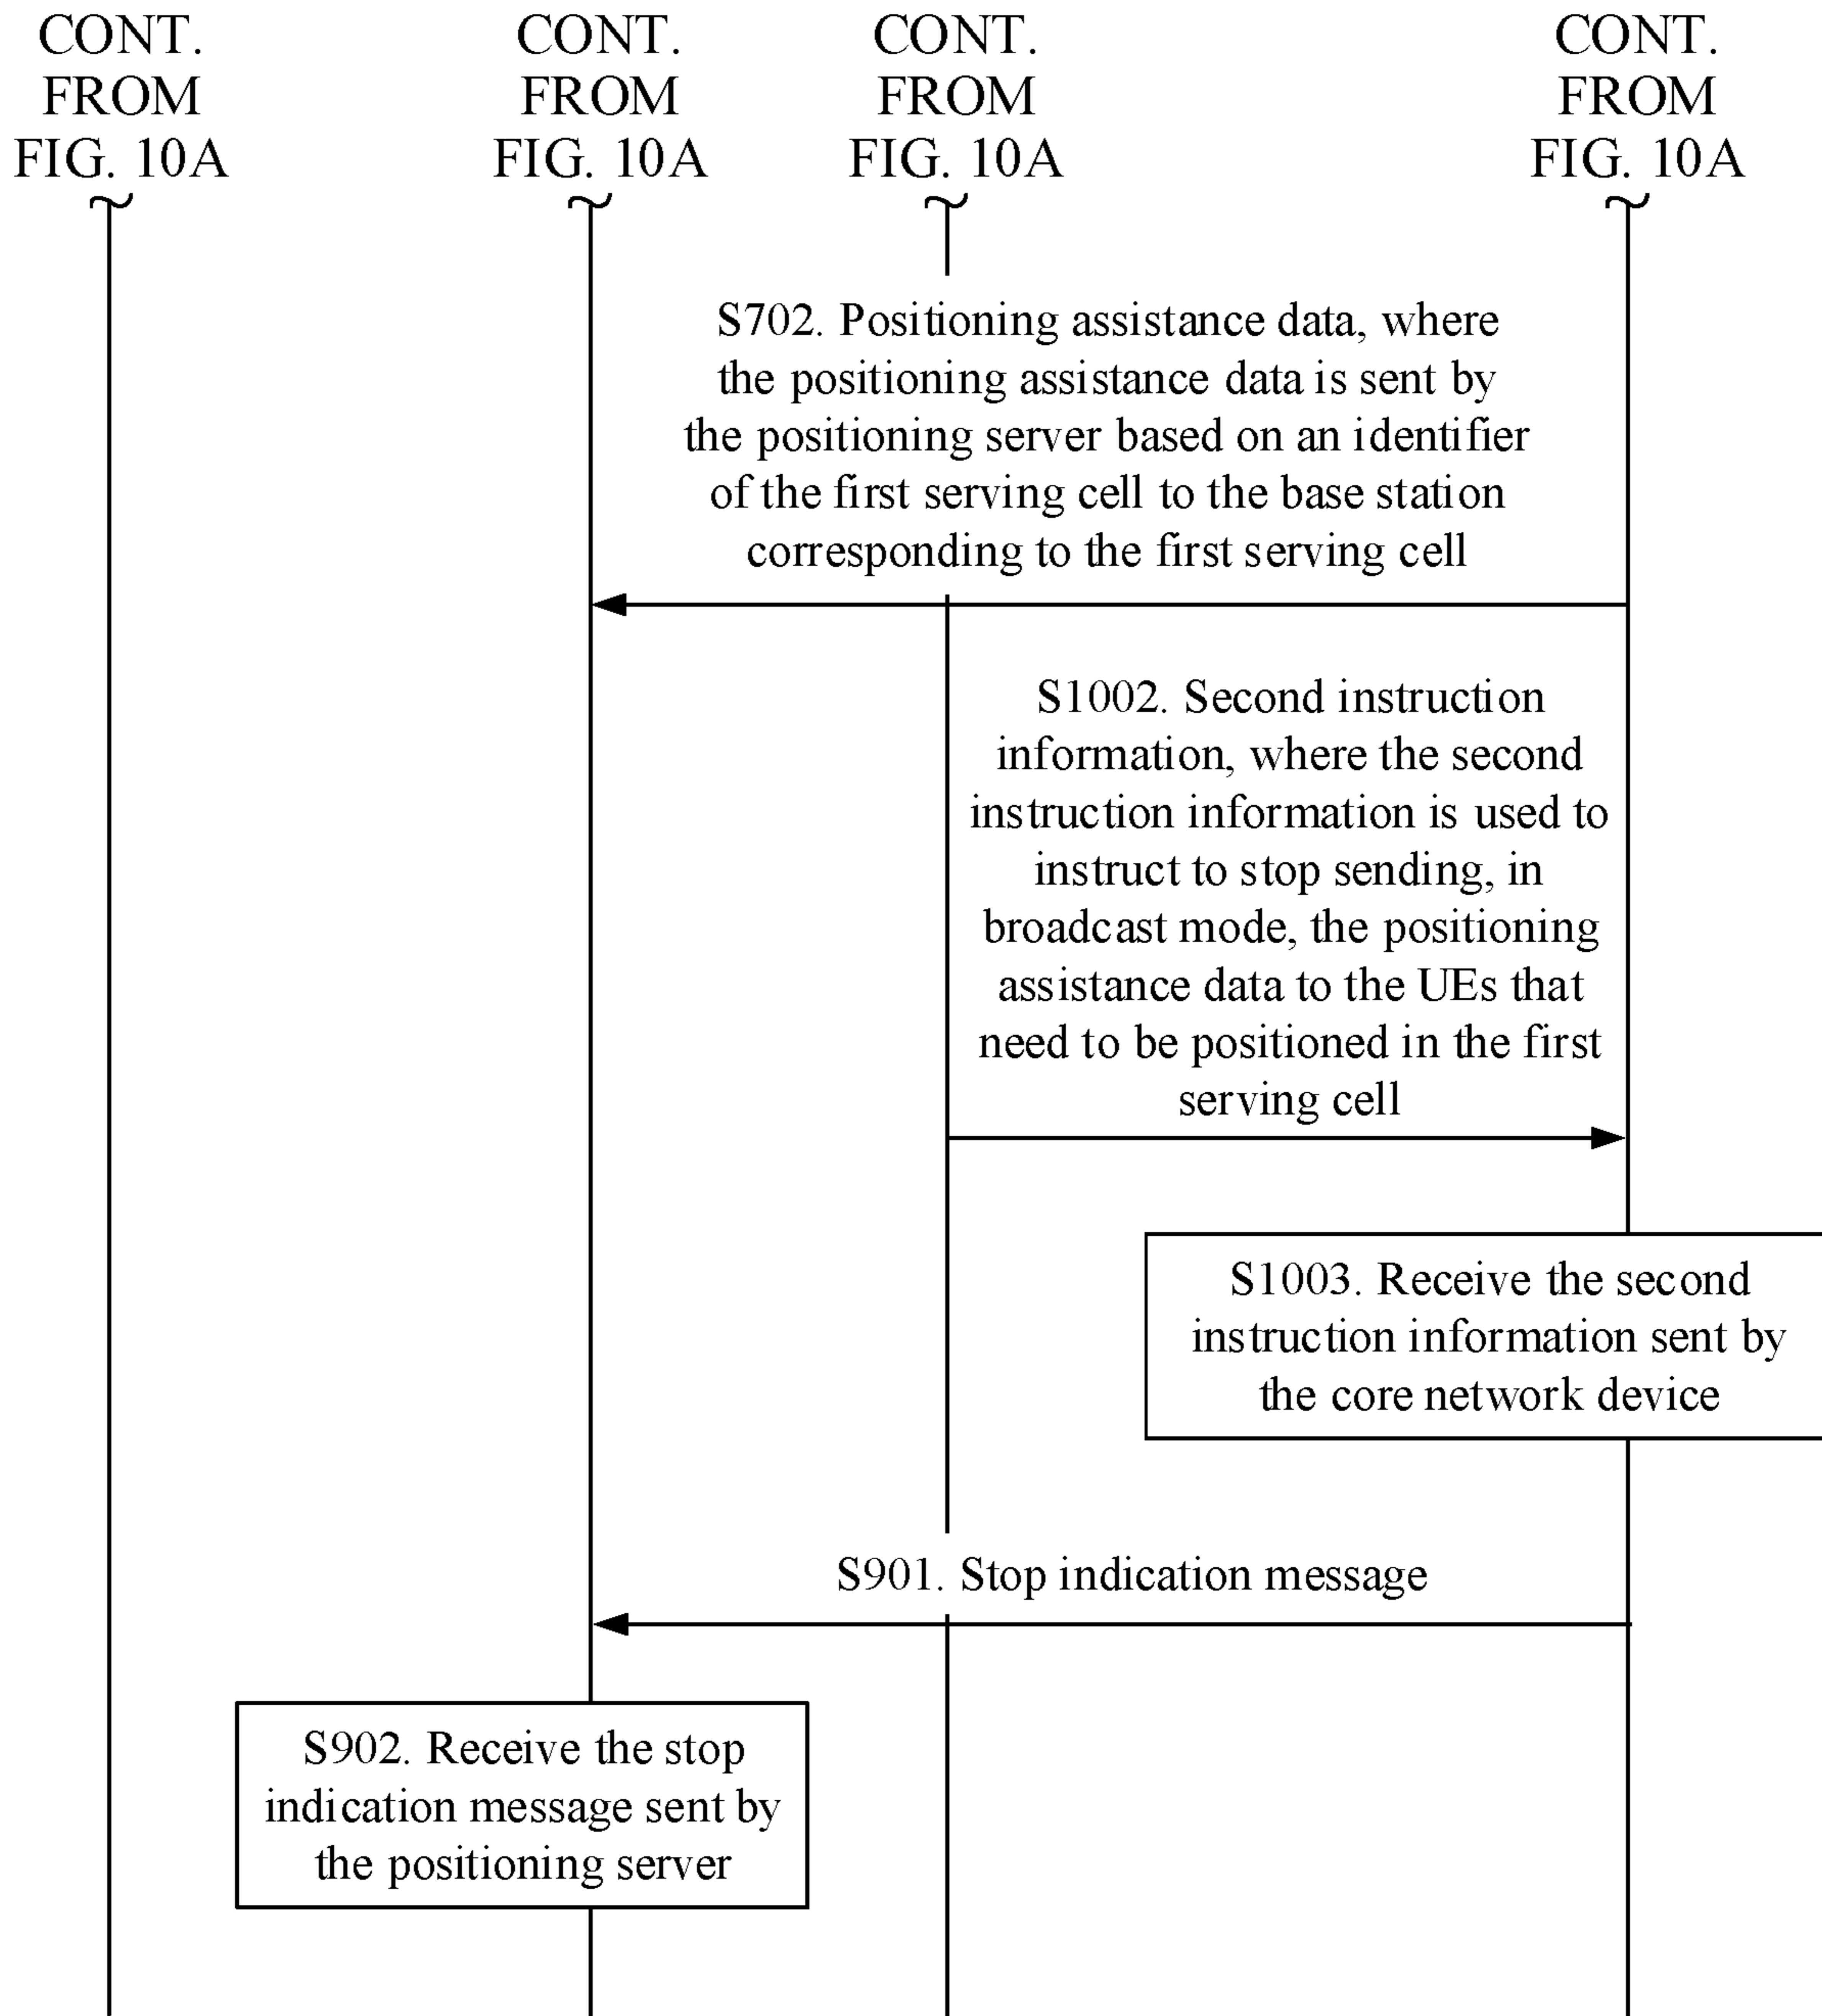 CONT.
FROM
FIG. 10A
CONT.
FROM
FIG. 10A
CONT.
FROM
FIG. 10A
CONT.
FROM
FIG. 10A
S702. Positioning assistance data, where
the positioning assistance data is sent by
the positioning server based on an identifier
of the first serving cell to the base station
corresponding to the first serving cell
S1002. Second instruction
information, where the second
instruction information is used to
instruct to stop sending, in
broadcast mode, the positioning
assistance data to the UEs that
need to be positioned in the first
serving cell
S1003. Receive the second
instruction information sent by
the core network device
S901. Stop indication message
S902. Receive the stop
indication message sent by
the positioning server